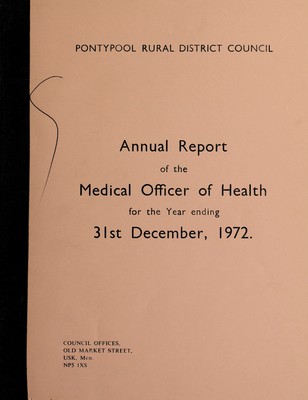 PONTYPOOL RURAL DISTRICT COUNCIL
Annual Report
of the
Medical Officer of Health
for the Year ending
31st December, 1972.
COUNCIL OFFICES,
OLD MARKET STREET,
USK, Mon.
NP5 1XS